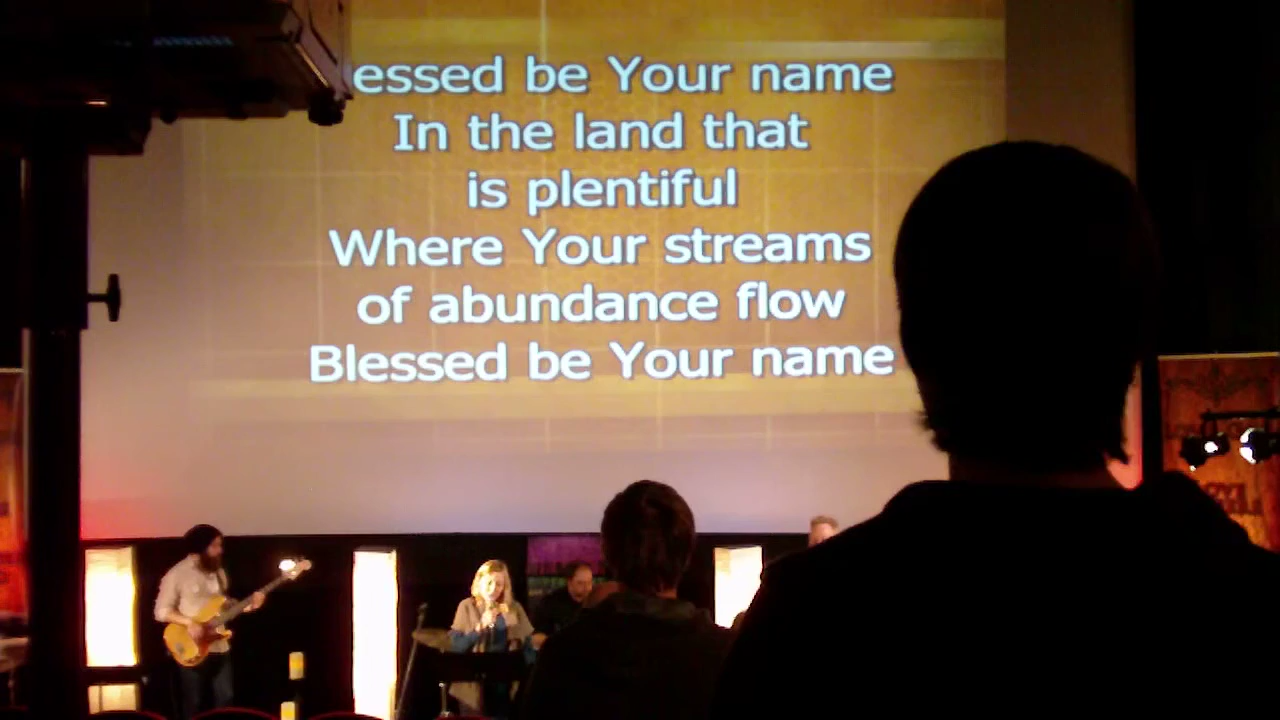 essed be Your name
In the land that
is plentiful
Where Your streams
of abundance flow
Blessed be Your name